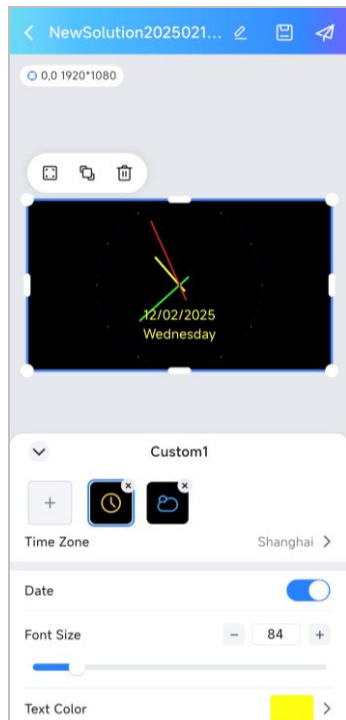 NewSolution2025021...
0,0 1920*1080
12/02/2025
Wednesday
Custom1
Time Zone
Shanghai
Date
Font Size
84
Text Color